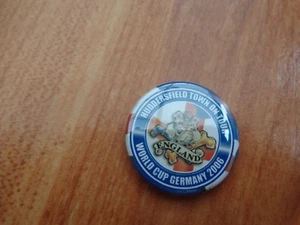 HUDDERSFIELD TOWN ON TOUR
ENGLAND
WORLD CUP GERMANY 2006